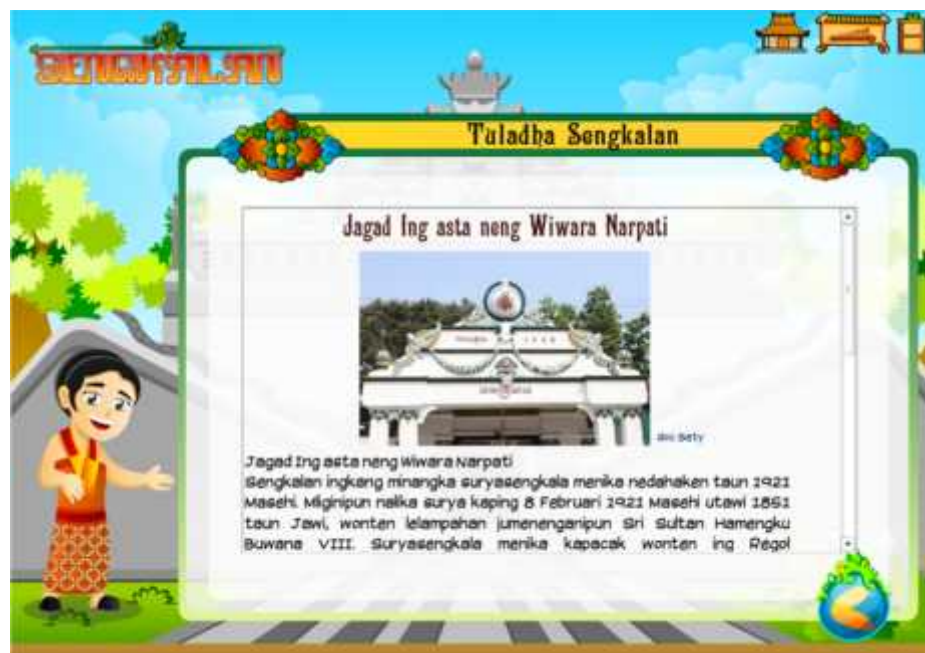 SENGKALAN
Tuladha Sengkalan
Jagad Ing asta neng Wiwara Narpati
Jagad Ing asta neng Wiwara Narpati
Sengkalan ingkang minangka suryasengkala menika nedahaken taun 1921
Masehi. Miginipun nalika surya kaping 8 Februari 1921 Masehi utawi 1851
taun Jawi, wonten lelampahan jumenenganipun Sri Sultan Hamengku
Buwana VIII. Suryasengkala menika kapacak wonten ing Regol